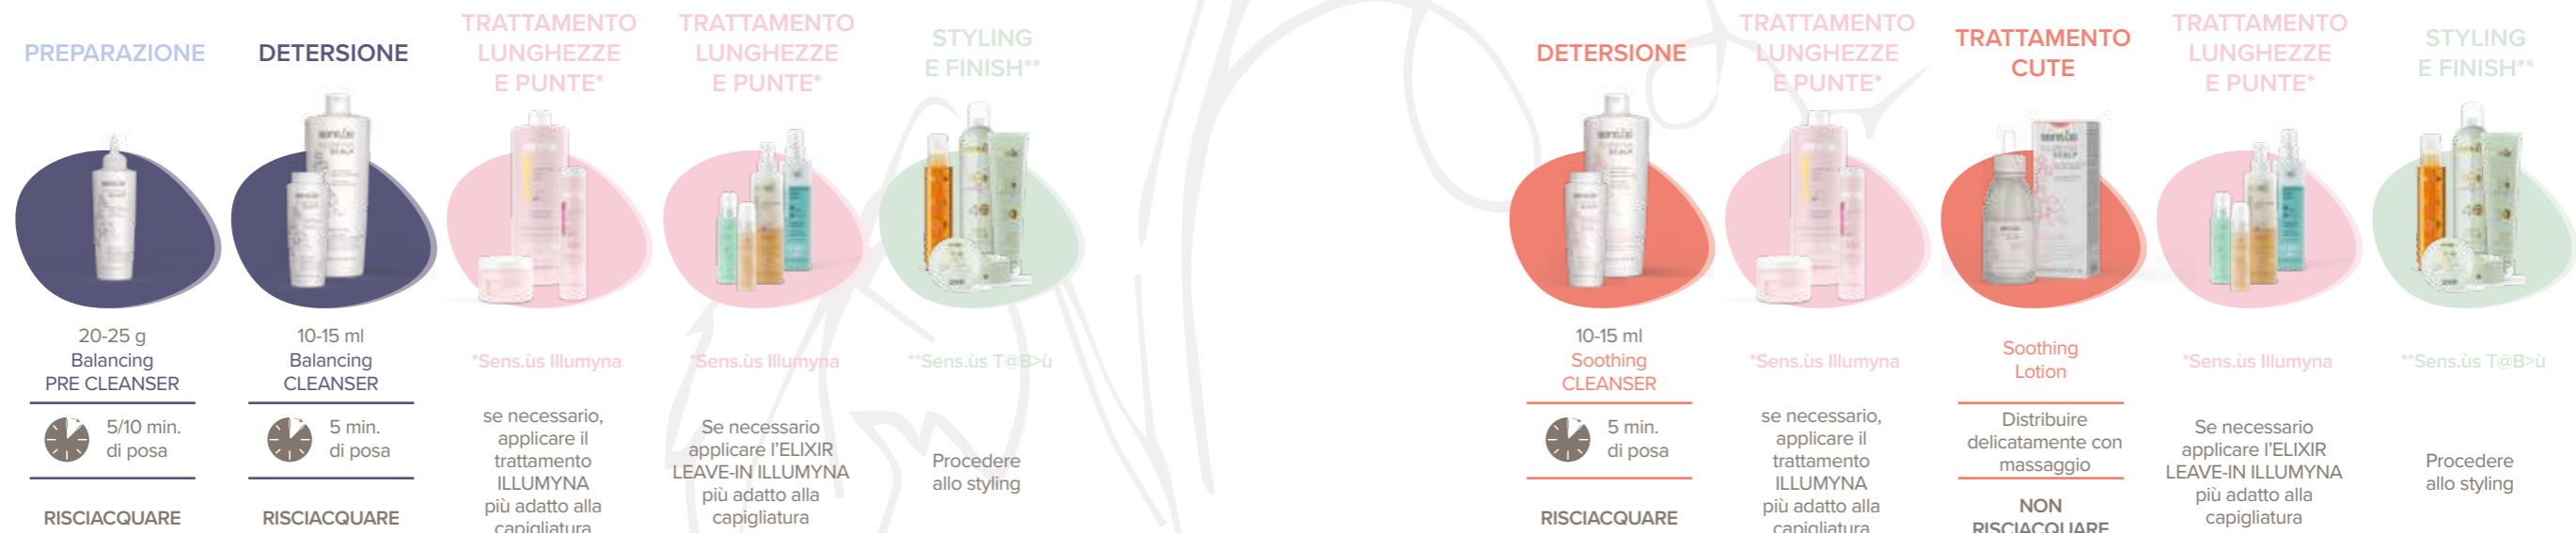 PREPARAZIONE
20-25 g
Balancing
PRE CLEANSER
5/10 min.
di posa
RISCIACQUARE
DETERSIONE
10-15 ml
Balancing
CLEANSER
5 min.
di posa
RISCIACQUARE
TRATTAMENTO
LUNGHEZZE
E PUNTE*
*Sens.ùs Illumyna
se necessario,
applicare il
trattamento
ILLUMYNA
più adatto alla
capigliatura
TRATTAMENTO
LUNGHEZZE
E PUNTE*
*Sens.ùs Illumyna
Se necessario
applicare l'ELIXIR
LEAVE-IN ILLUMYNA
più adatto alla
capigliatura
STYLING
E FINISH**
**Sens.ùs T@B>ù
Procedere
allo styling
DETERSIONE
10-15 ml
Soothing
CLEANSER
5 min.
di posa
RISCIACQUARE
TRATTAMENTO
LUNGHEZZE
E PUNTE*
*Sens.ùs Illumyna
se necessario,
applicare il
trattamento
ILLUMYNA
più adatto alla
capigliatura
TRATTAMENTO
CUTE
Soothing
Lotion
Distribuire
delicatamente con
massaggio
NON
RISCIACQUARE
TRATTAMENTO
LUNGHEZZE
E PUNTE*
*Sens.ùs Illumyna
Se necessario
applicare l'ELIXIR
LEAVE-IN ILLUMYNA
più adatto alla
capigliatura
STYLING
E FINISH**
**Sens.ùs T@B>ù
Procedere
allo styling